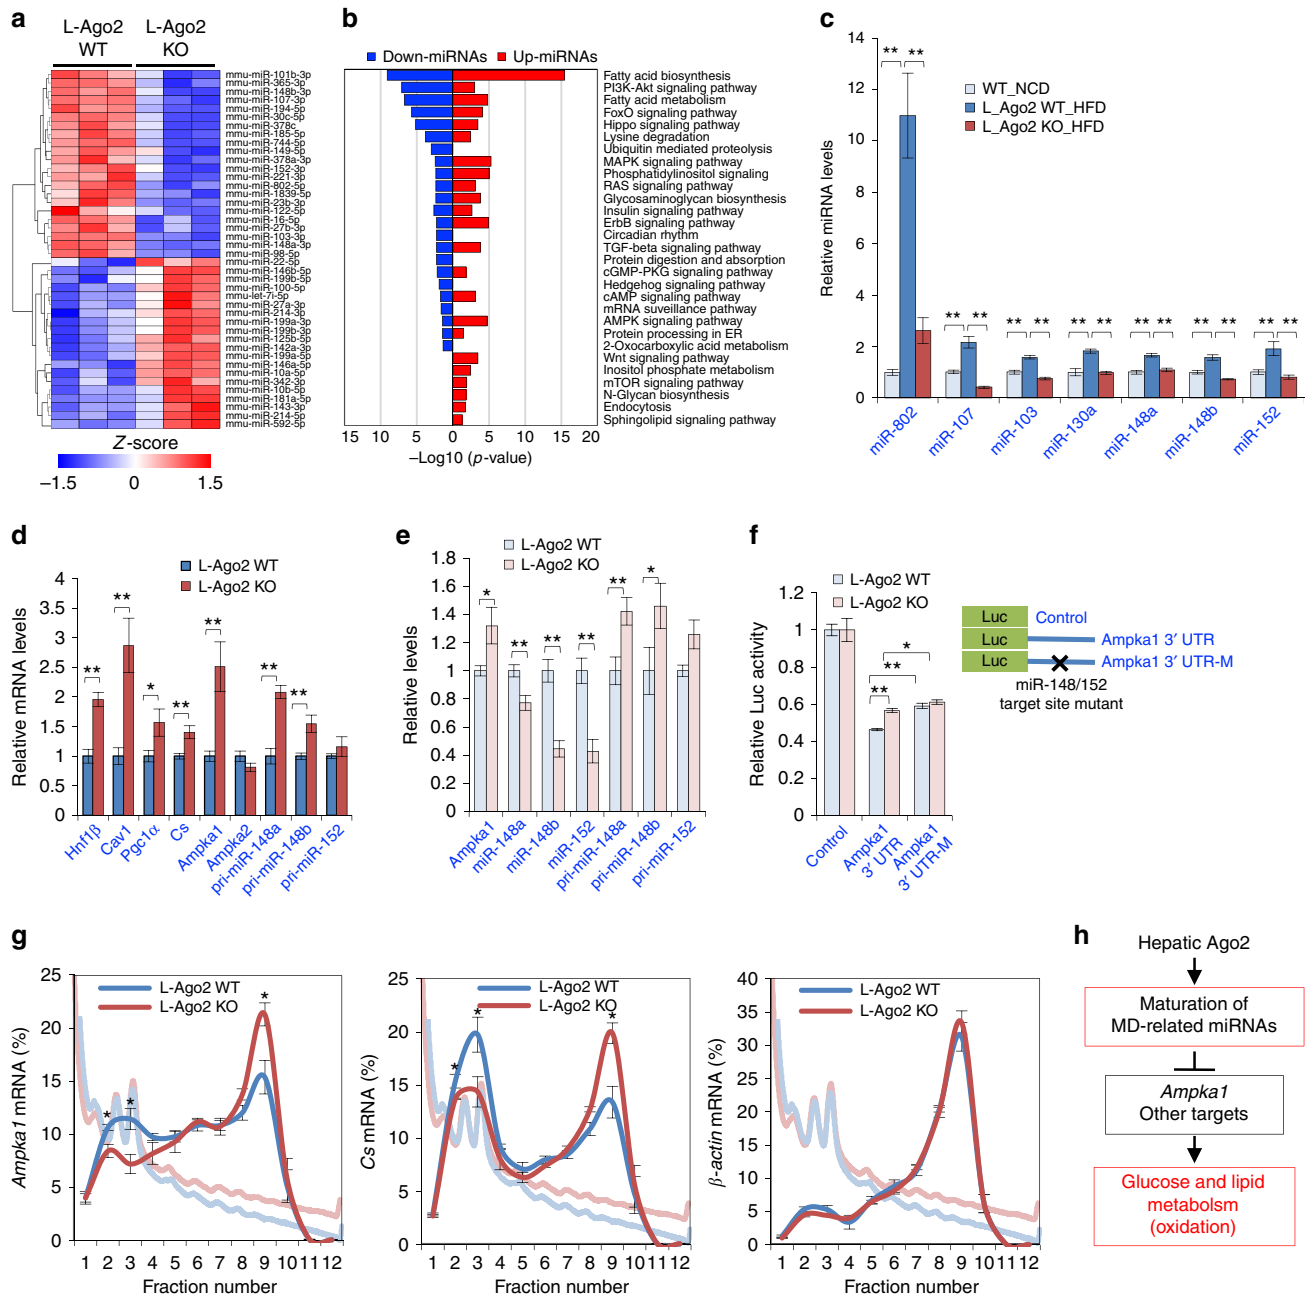 a
L-Ago2 WT
L-Ago2 KO
mmu-miR-101b-3p
mmu-miR-365-3p
mmu-miR-148b-3p
mmu-miR-107-3p
mmu-miR-194-5p
mmu-miR-30c-5p
mmu-miR-378c
mmu-miR-185-5p
mmu-miR-744-5p
mmu-miR-149-5p
mmu-miR-378a-3p
mmu-miR-152-3p
mmu-miR-221-3p
mmu-miR-802-5p
mmu-miR-1839-5p
mmu-miR-23b-3p
mmu-miR-122-5p
mmu-miR-16-5p
mmu-miR-27b-3p
mmu-miR-103-3p
mmu-miR-148a-3p
mmu-miR-98-5p
mmu-miR-22-5p
mmu-miR-146b-5p
mmu-miR-199b-5p
mmu-miR-100-5p
mmu-let-7i-5p
mmu-miR-27a-3p
mmu-miR-214-3p
mmu-miR-199a-3p
mmu-miR-199b-3p
mmu-miR-125b-5p
mmu-miR-142a-3p
mmu-miR-199a-5p
mmu-miR-146a-5p
mmu-miR-10a-5p
mmu-miR-342-3p
mmu-miR-10b-5p
mmu-miR-181a-5p
mmu-miR-143-3p
mmu-miR-214-5p
mmu-miR-592-5p
Z-score
–1.5 0 1.5
b
Down-miRNAs Up-miRNAs
Fatty acid biosynthesis
PI3K-Akt signaling pathway
Fatty acid metabolism
FoxO signaling pathway
Hippo signaling pathway
Lysine degradation
Ubiquitin mediated proteolysis
MAPK signaling pathway
Phosphatidylinositol signaling
RAS signaling pathway
Glycosaminoglycan biosynthesis
Insulin signaling pathway
ErbB signaling pathway
Circadian rhythm
TGF-beta signaling pathway
Protein digestion and absorption
cGMP-PKG signaling pathway
Hedgehog signaling pathway
cAMP signaling pathway
mRNA suveillance pathway
AMPK signaling pathway
Protein processing in ER
2-Oxocarboxylic acid metabolism
Wnt signaling pathway
Inositol phosphate metabolism
mTOR signaling pathway
N-Glycan biosynthesis
Endocytosis
Sphingolipid signaling pathway
15 10 5 0 5 10 15 20
–Log10 (p-value)
c
Relative miRNA levels
14
12
10
8
6
4
2
0
WT_NCD
L_Ago2 WT_HFD
L_Ago2 KO_HFD
** ** ** ** ** ** ** ** ** ** ** ** ** **
miR-802 miR-107 miR-103 miR-130a miR-148a miR-148b miR-152
d
Relative mRNA levels
L-Ago2 WT
L-Ago2 KO
4
3.5
3
2.5
2
1.5
1
0.5
0
** ** * ** ** ** **
Hnf1β Cav1 Pgc1α Cs Ampka1 Ampka2 pri-miR-148a pri-miR-148b pri-miR-152
e
Relative levels
L-Ago2 WT
L-Ago2 KO
1.8
1.6
1.4
1.2
1
0.8
0.6
0.4
0.2
0
* ** ** ** ** *
Ampka1 miR-148a miR-148b miR-152 pri-miR-148a pri-miR-148b pri-miR-152
f
Relative Luc activity
L-Ago2 WT
L-Ago2 KO
1.2
1
0.8
0.6
0.4
0.2
0
** ** *
Control
Ampka1 3′ UTR
Ampka1 3′ UTR-M
Luc Control
Luc Ampka1 3′ UTR
Luc Ampka1 3′ UTR-M
miR-148/152
target site mutant
g
Ampka1 mRNA (%)
L-Ago2 WT
L-Ago2 KO
25
20
15
10
5
0
* * *
1 2 3 4 5 6 7 8 9 10 11 12
Fraction number
Cs mRNA (%)
L-Ago2 WT
L-Ago2 KO
25
20
15
10
5
0
* * *
1 2 3 4 5 6 7 8 9 10 11 12
Fraction number
β-actin mRNA (%)
L-Ago2 WT
L-Ago2 KO
40
35
30
25
20
15
10
5
0
1 2 3 4 5 6 7 8 9 10 11 12
Fraction number
h
Hepatic Ago2
Maturation of
MD-related miRNAs
Ampka1
Other targets
Glucose and lipid
metabolsm
(oxidation)